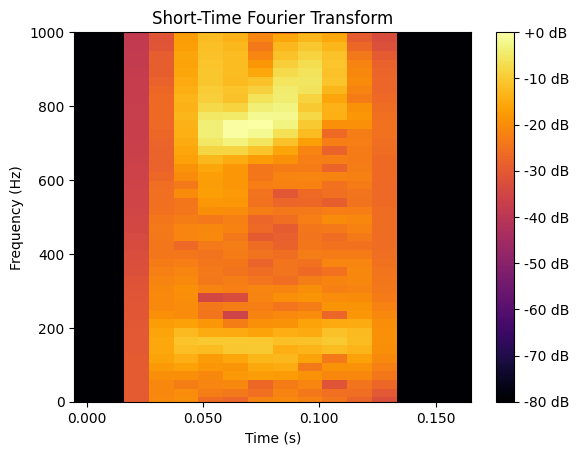 Short-Time Fourier Transform
1000
800
600
400
200
0
Frequency (Hz)
0.000
0.050
0.100
0.150
Time (s)
+0 dB
-10 dB
-20 dB
-30 dB
-40 dB
-50 dB
-60 dB
-70 dB
-80 dB